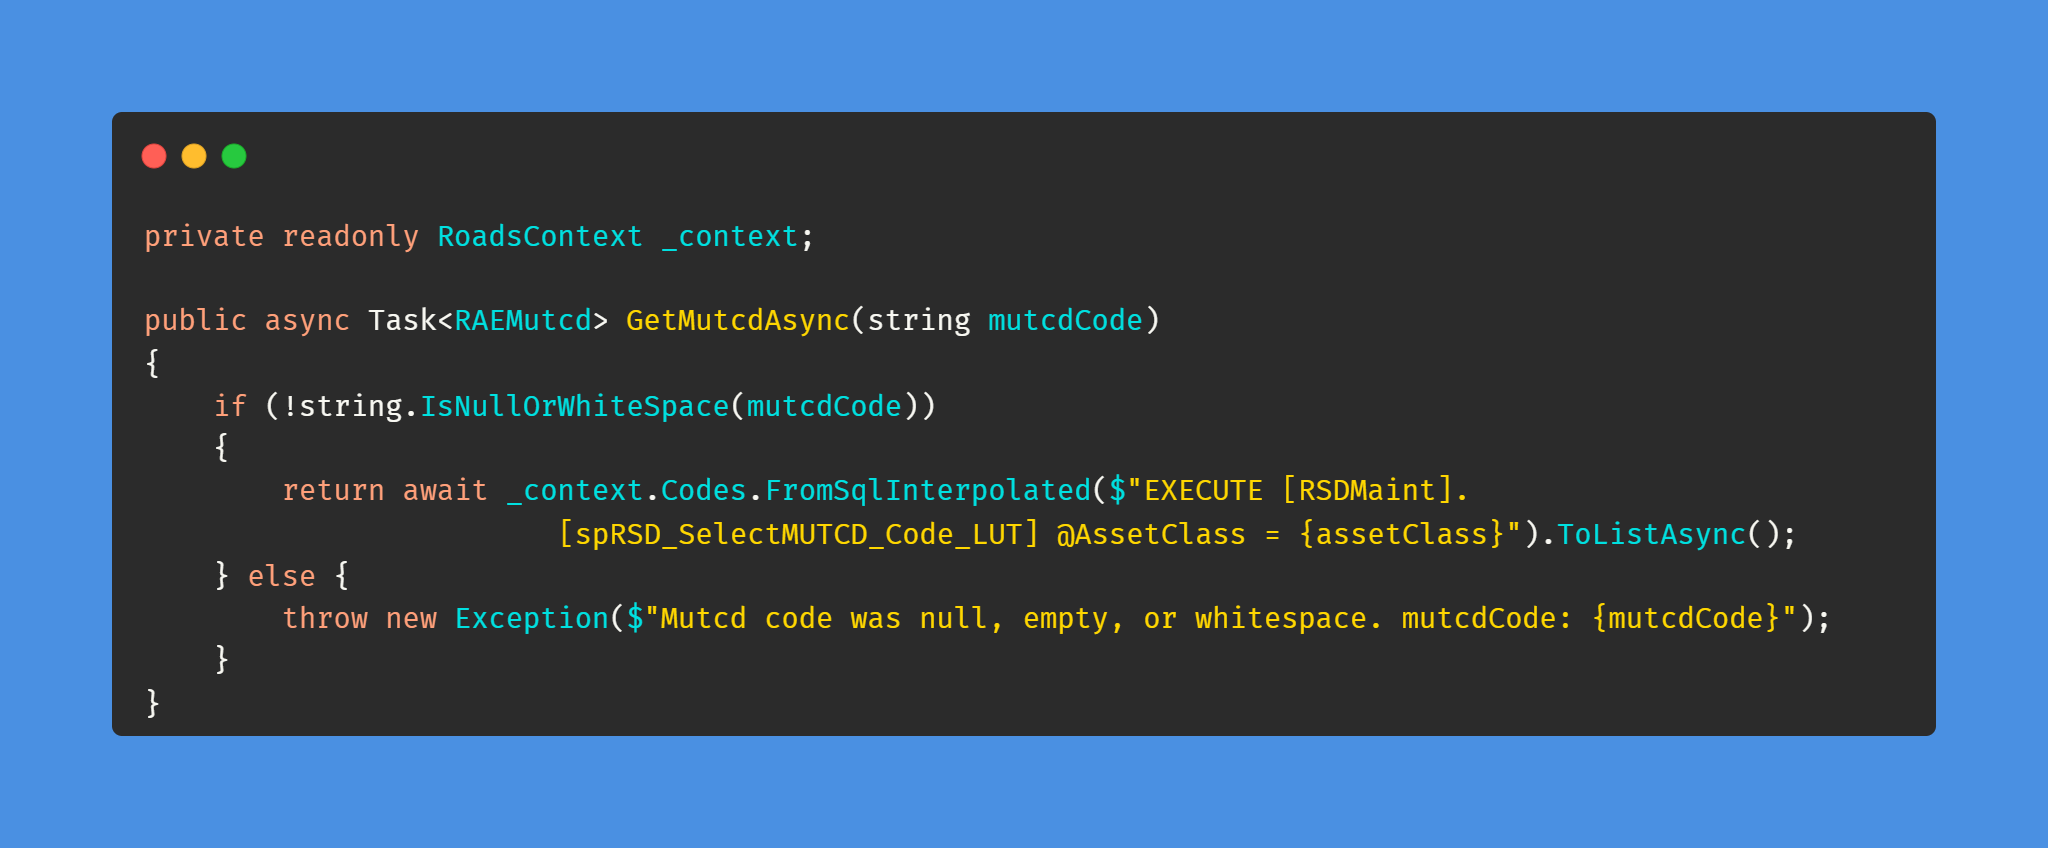 private readonly RoadsContext _context;
public async Task<RAEMutcd> GetMutcdAsync(string mutcdCode)
{
    if (!string.IsNullOrWhiteSpace(mutcdCode))
    {
        return await _context.Codes.FromSqlInterpolated($"EXECUTE [RSDMaint].
                        [spRSD_SelectMUTCD_Code_LUT] @AssetClass = {assetClass}").ToListAsync();
    } else {
        throw new Exception($"Mutcd code was null, empty, or whitespace. mutcdCode: {mutcdCode}");
    }
}